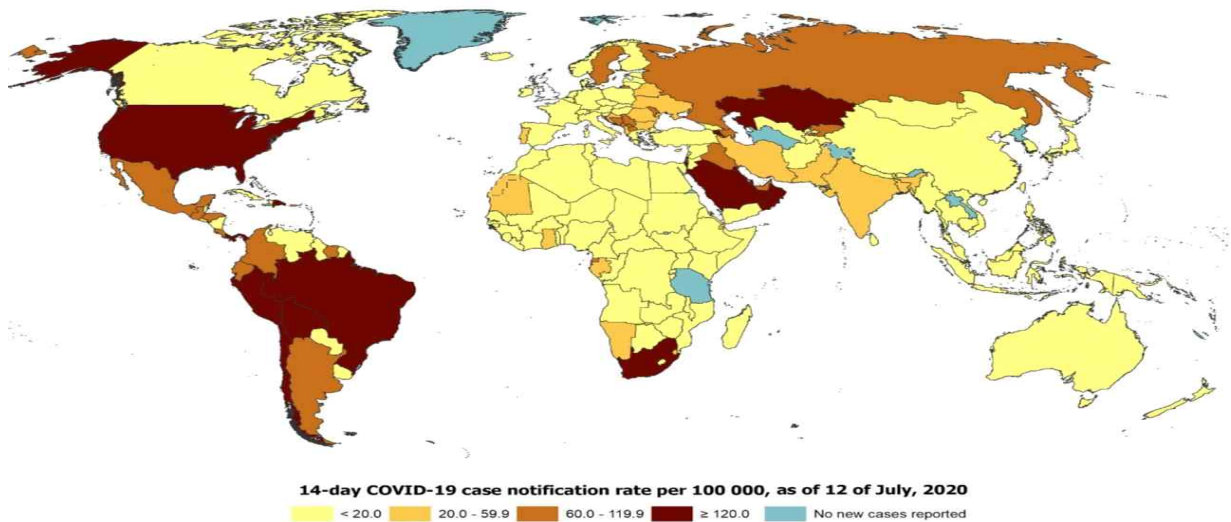 14-day COVID-19 case notification rate per 100 000, as of 12 of July, 2020
< 20.0 20.0 - 59.9 60.0 - 119.9 ≥ 120.0 No new cases reported